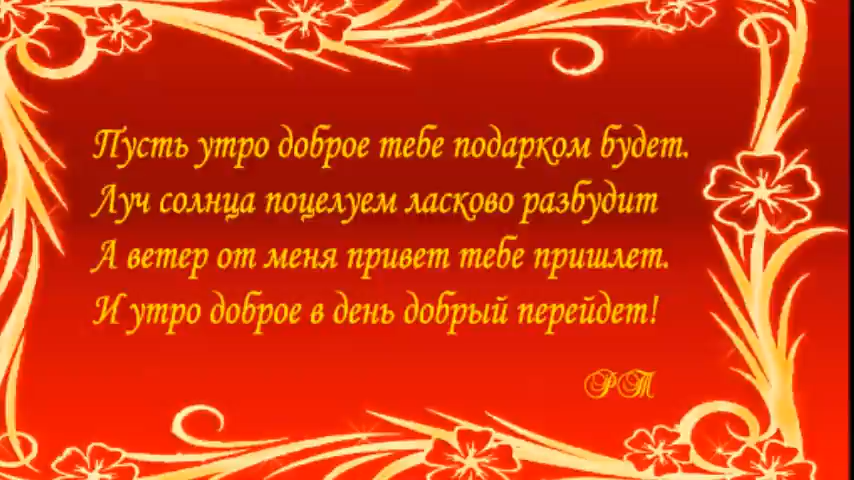 Пусть утро доброе тебе подарком будет.
Луч солнца поцелуем ласково разбудит
А ветер от меня привет тебе пришлет.
И утро доброе в день добрый перейдет!
РТ